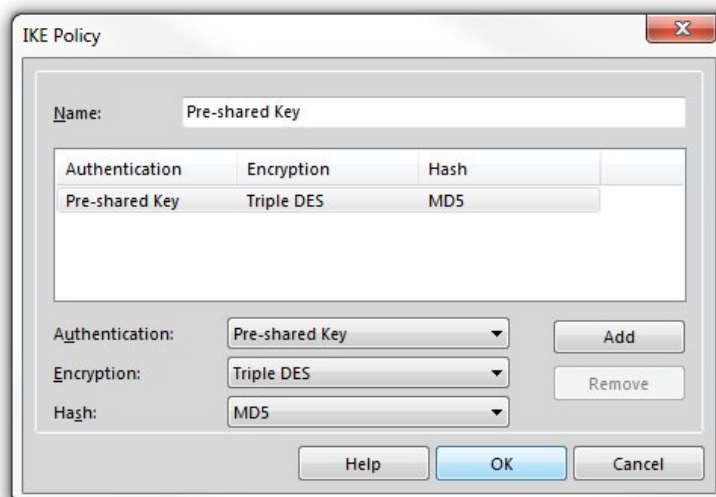 IKE Policy
Name: Pre-shared Key
Authentication Encryption Hash
Pre-shared Key Triple DES MD5
Authentication: Pre-shared Key Add
Encryption: Triple DES Remove
Hash: MD5
Help OK Cancel